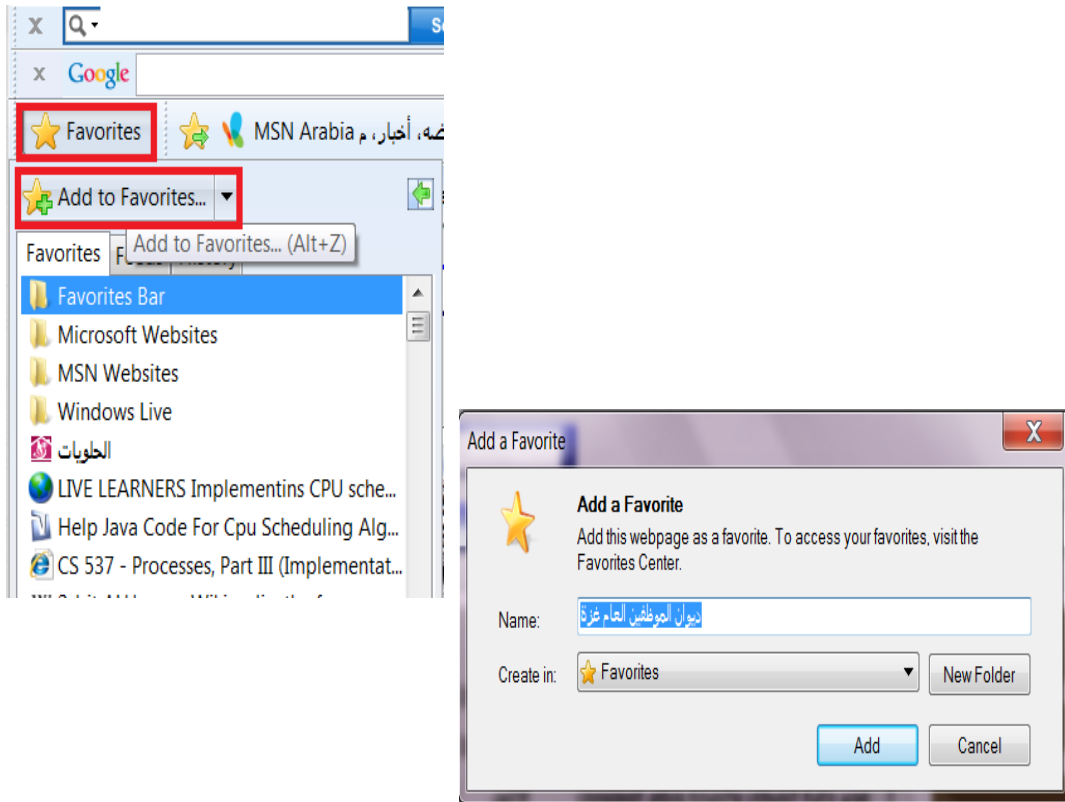 X
Se
x Google
Favorites MSN Arabia ضه، أخبار، م
Add to Favorites...
Add to Favorites... (Alt+Z)
Favorites
Favorites Bar
Microsoft Websites
MSN Websites
Windows Live
الحلويات
LIVE LEARNERS Implementins CPU sche...
Help Java Code For Cpu Scheduling Alg...
CS 537 - Processes, Part III (Implementat...
Add a Favorite
X
Add a Favorite
Add this webpage as a favorite. To access your favorites, visit the
Favorites Center.
Name: ديوان الموظفين العام غزة
Create in: Favorites New Folder
Add Cancel